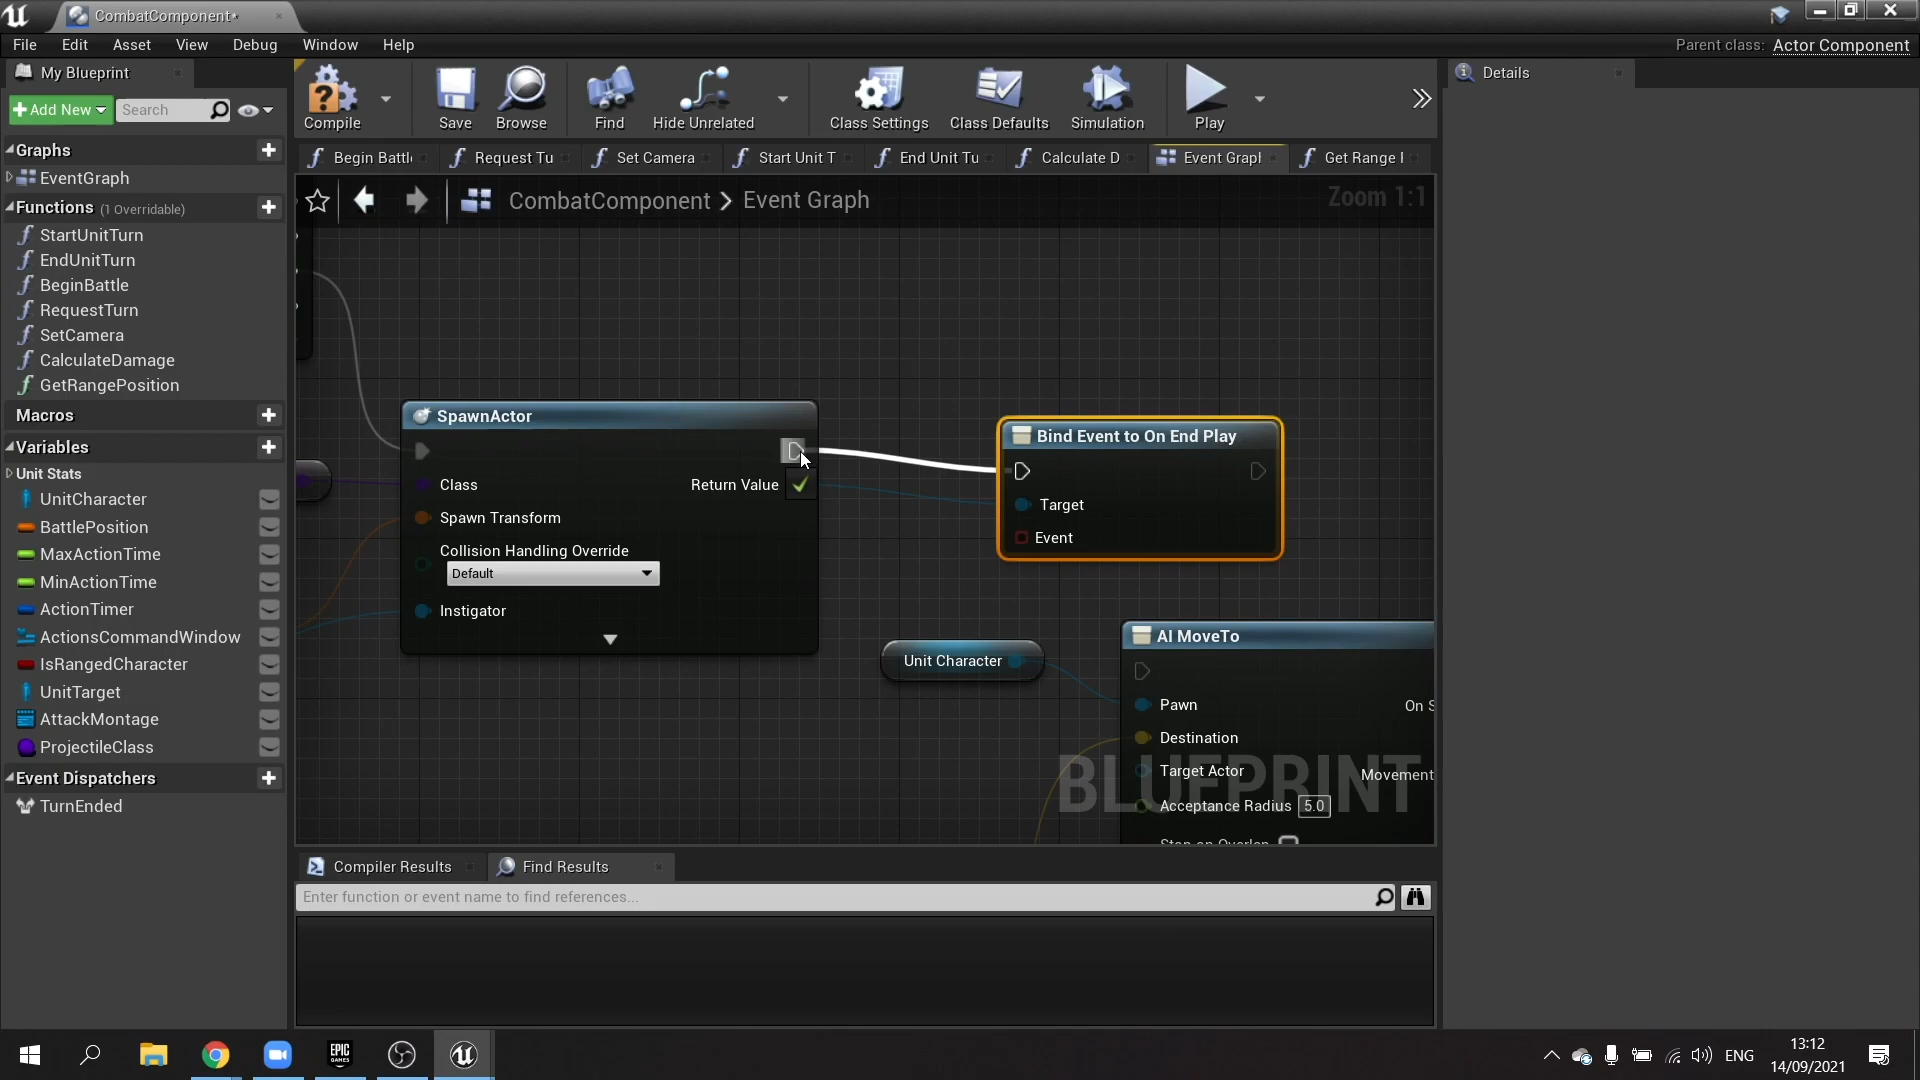 CombatComponent*
File Edit Asset View Debug Window Help
Parent class: Actor Component
My Blueprint
Add New
Search
Graphs
EventGraph
Functions (1 Overridable)
StartUnitTurn
EndUnitTurn
BeginBattle
RequestTurn
SetCamera
CalculateDamage
GetRangePosition
Macros
Variables
Unit Stats
UnitCharacter
BattlePosition
MaxActionTime
MinActionTime
ActionTimer
ActionsCommandWindow
IsRangedCharacter
UnitTarget
AttackMontage
ProjectileClass
Event Dispatchers
TurnEnded
Compile
Save
Browse
Find
Hide Unrelated
Class Settings
Class Defaults
Simulation
Play
Begin Battl
Request Tu
Set Camera
Start Unit T
End Unit Tu
Calculate D
Event Grapl
Get Range I
CombatComponent > Event Graph
Zoom 1:1
SpawnActor
Class
Return Value
Spawn Transform
Collision Handling Override
Default
Instigator
Bind Event to On End Play
Target
Event
Unit Character
AI MoveTo
Pawn
On S
Destination
Target Actor
Movement
Acceptance Radius 5.0
Stop on Overlap
BLUEPRINT
Compiler Results
Find Results
Enter function or event name to find references...
Details
EPIC
GAMES
ENG
13:12
14/09/2021